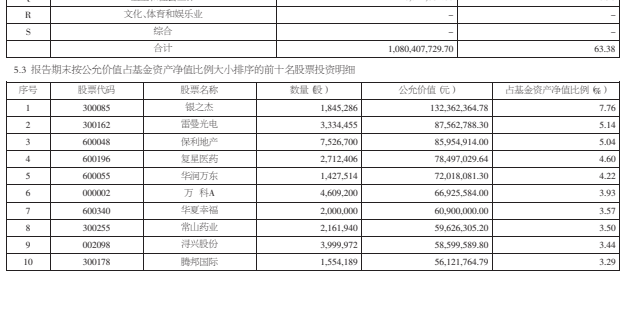 R 文化、体育和娱乐业 – –
S 综合 – –
合计 1,080,407,729.70 63.38
5.3 报告期末按公允价值占基金资产净值比例大小排序的前十名股票投资明细
序号 股票代码 股票名称 数量(股) 公允价值(元) 占基金资产净值比例(%)
1 300085 银之杰 1,845,286 132,362,364.78 7.76
2 300162 雷曼光电 3,334,455 87,562,788.30 5.14
3 600048 保利地产 7,526,700 85,954,914.00 5.04
4 600196 复星医药 2,712,406 78,497,029.64 4.60
5 600055 华润万东 1,427,514 72,018,081.30 4.22
6 000002 万 科A 4,609,200 66,925,584.00 3.93
7 600340 华夏幸福 2,000,000 60,900,000.00 3.57
8 300255 常山药业 2,161,940 59,626,305.20 3.50
9 002098 浔兴股份 3,999,972 58,599,589.80 3.44
10 300178 腾邦国际 1,554,189 56,121,764.79 3.29